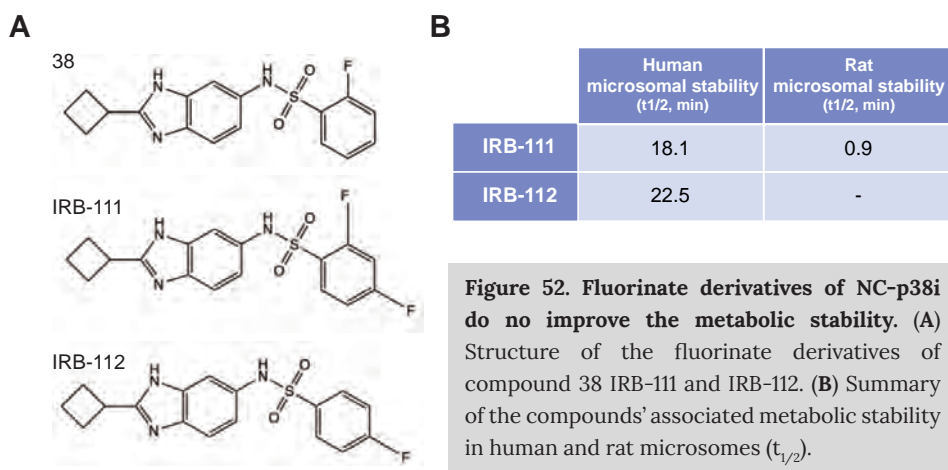 A
38
H
N
N
H
N
O
S
O
F
IRB-111
H
N
N
H
N
O
S
O
F
F
IRB-112
H
N
N
H
N
O
S
O
F
B
Human
microsomal stability
(t1/2, min)
Rat
microsomal stability
(t1/2, min)
IRB-111 18.1 0.9
IRB-112 22.5 -
Figure 52. Fluorinate derivatives of NC-p38i
do no improve the metabolic stability. (A)
Structure of the fluorinate derivatives of
compound 38 IRB-111 and IRB-112. (B) Summary
of the compounds' associated metabolic stability
in human and rat microsomes (t1/2).